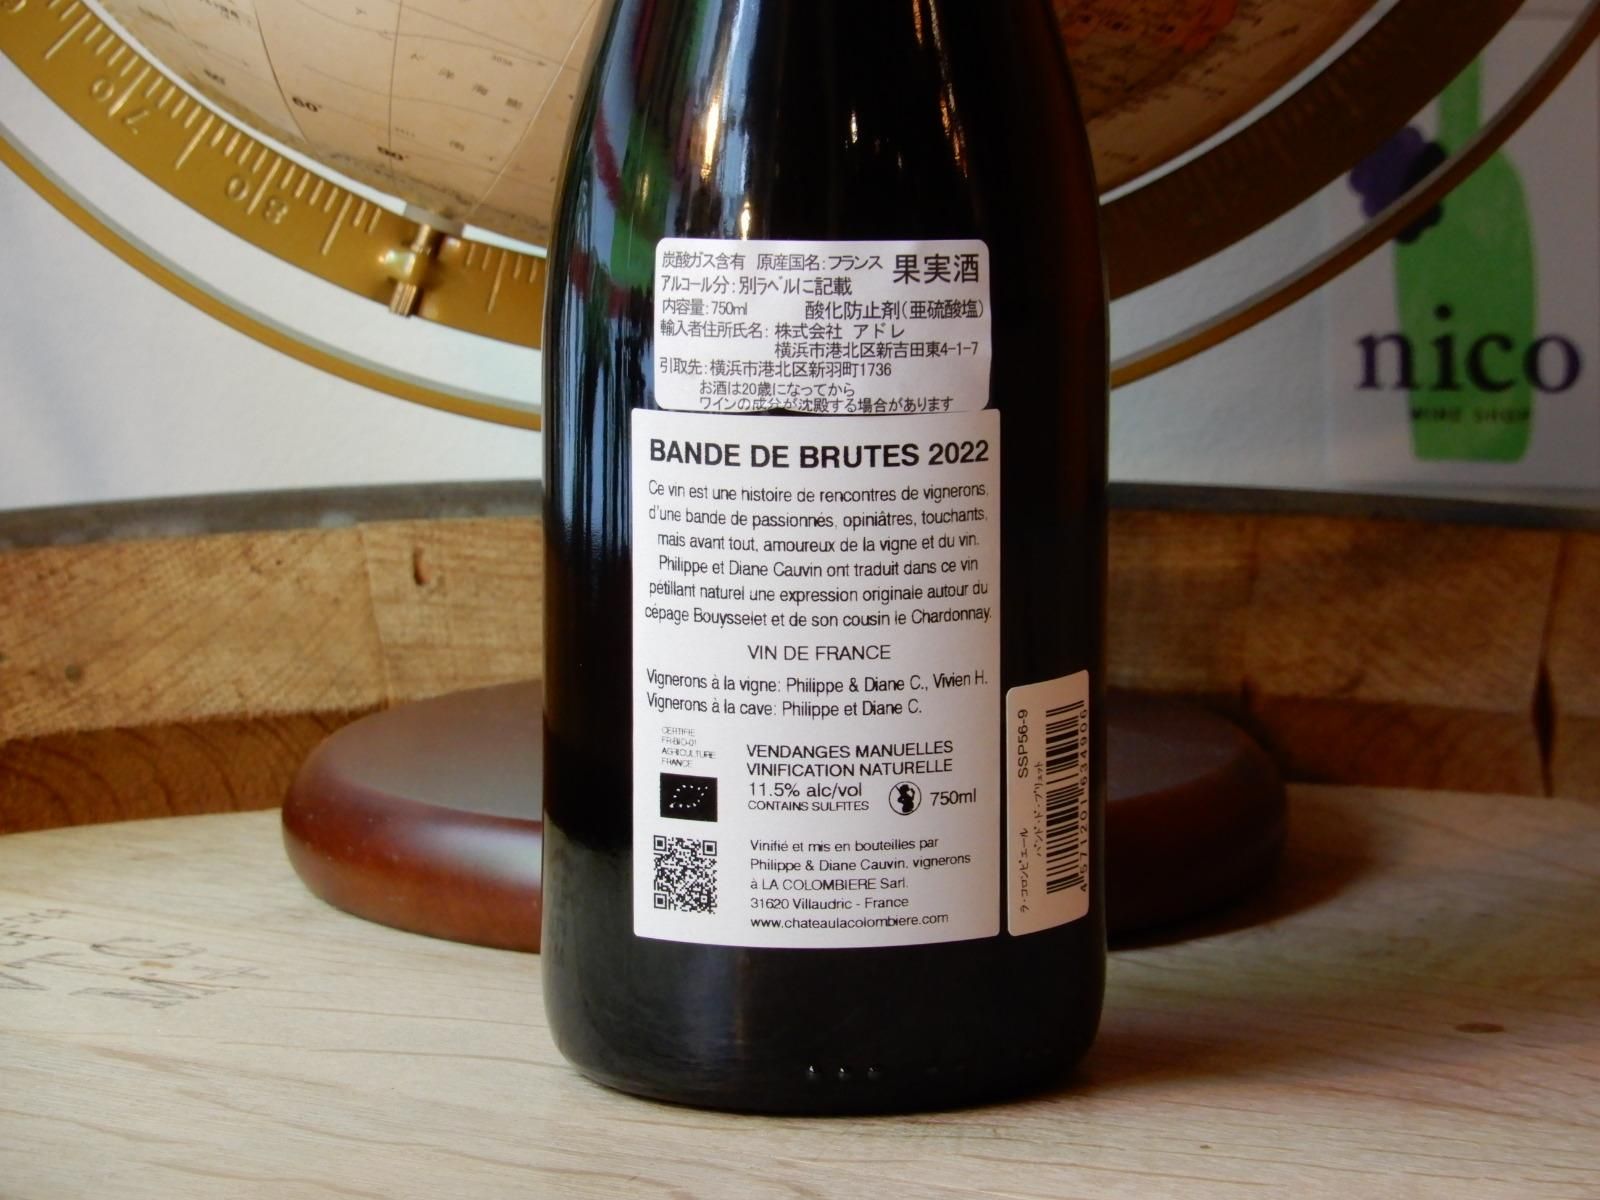 炭酸ガス含有 原産国名:フランス 果実酒
アルコール分:別ラベルに記載
内容量:750ml 酸化防止剤(亜硫酸塩)
輸入者住所氏名: 株式会社 アドレ
横浜市港北区新吉田東4-1-7
引取先:横浜市港北区新羽町1736
お酒は20歳になってから
ワインの成分が沈殿する場合があります
BANDE DE BRUTES 2022
Ce vin est une histoire de rencontres de vignerons,
d'une bande de passionnés, opiniâtres, touchants,
mais avant tout, amoureux de la vigne et du vin.
Philippe et Diane Cauvin ont traduit dans ce vin
pétillant naturel une expression originale autour du
cépage Bouysselet et de son cousin le Chardonnay.
VIN DE FRANCE
Vignerons à la vigne: Philippe & Diane C., Vivien H.
Vignerons à la cave: Philippe et Diane C.
CERTIFIE
FR-BIO-01
AGRICULTURE
FRANCE
VENDANGES MANUELLES
VINIFICATION NATURELLE
11.5% alc/vol
CONTAINS SULFITES
750ml
Vinifié et mis en bouteilles par
Philippe & Diane Cauvin, vignerons
à LA COLOMBIERE Sarl.
31620 Villaudric - France
www.chateaulacolombiere.com
ラ・コロンビエール
バンド・ド・ブリュット
SSP56-9
4571201634906
nico
WINE SHOP
60°
90°
70
80